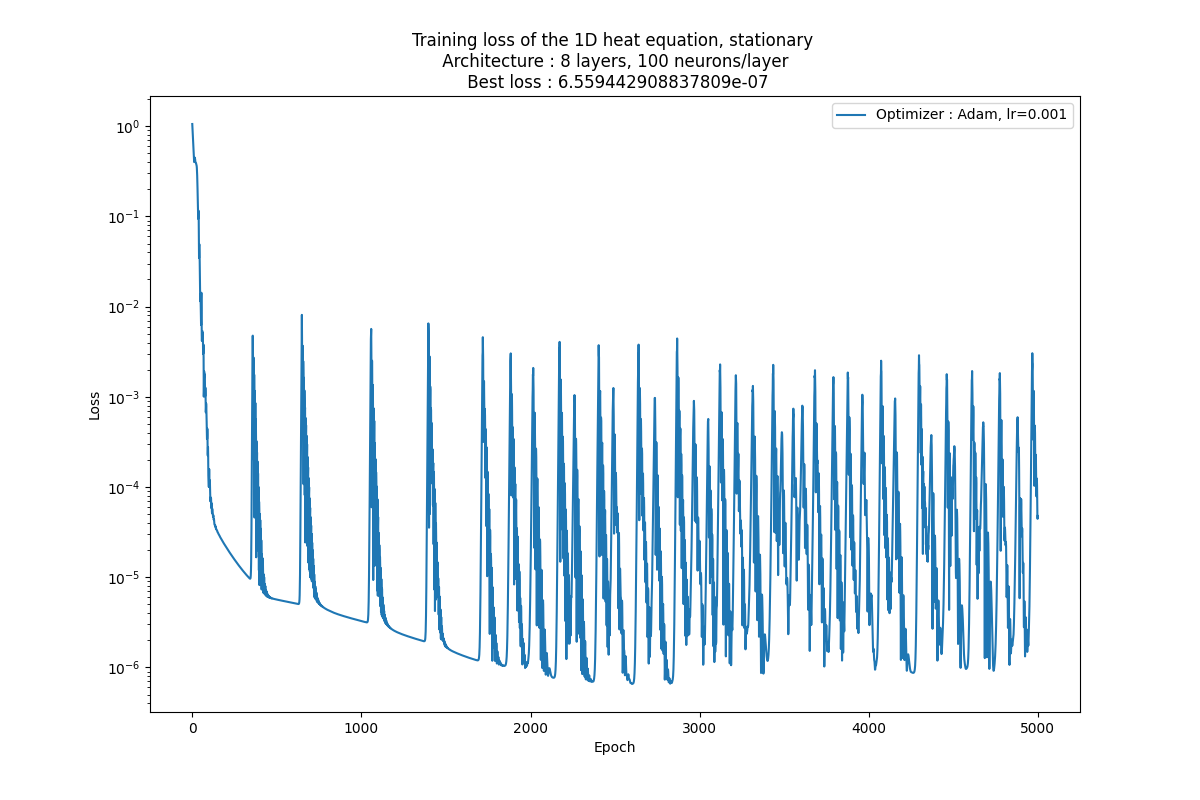 Training loss of the 1D heat equation, stationary
Architecture : 8 layers, 100 neurons/layer
Best loss : 6.559442908837809e-07
Optimizer : Adam, lr=0.001
Loss
10⁰
10⁻¹
10⁻²
10⁻³
10⁻⁴
10⁻⁵
10⁻⁶
0 1000 2000 3000 4000 5000
Epoch